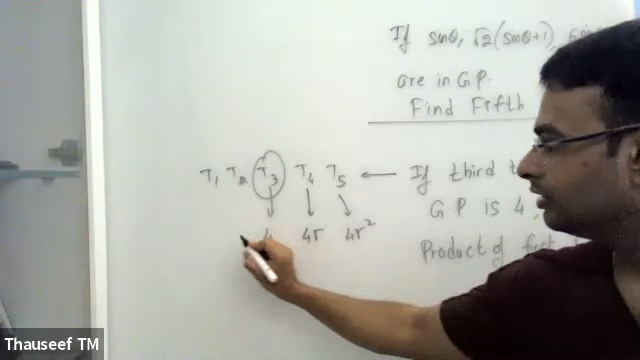 If sinθ, √2(sinθ+1),
are in G.P.
Find Fifth
T₁ T₂ T₃ T₄ T₅ ← If third
G.P is 4,
4r 4r²
Product of
Thauseef TM